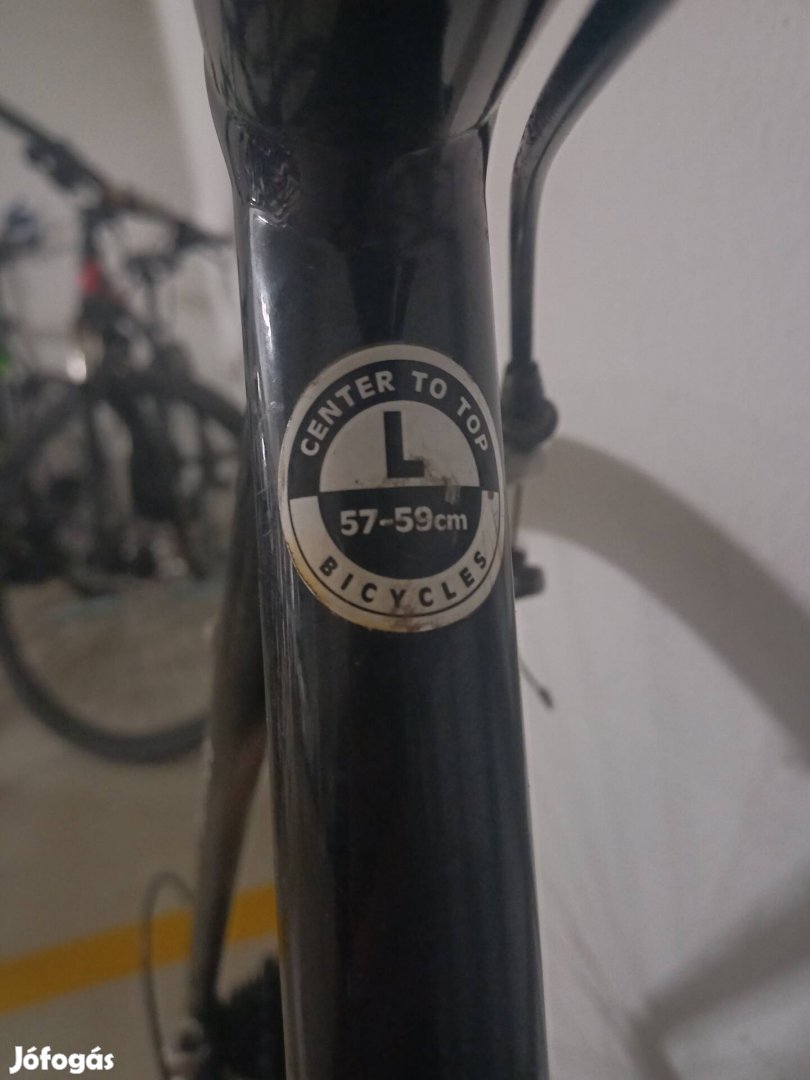 CENTER TO TOP
L
57-59cm
BICYCLES
Jófogás